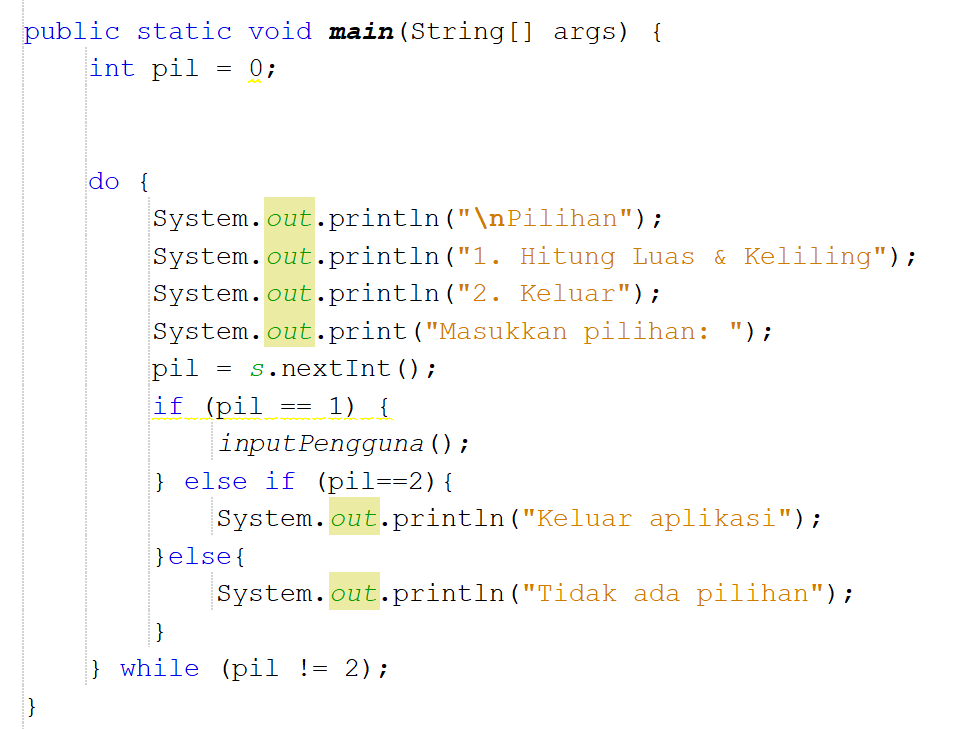 public static void main(String[] args) {
    int pil = 0;
    do {
        System.out.println("\nPilihan");
        System.out.println("1. Hitung Luas & Keliling");
        System.out.println("2. Keluar");
        System.out.print("Masukkan pilihan: ");
        pil = s.nextInt();
        if (pil == 1) {
            inputPengguna();
        } else if (pil==2){
            System.out.println("Keluar aplikasi");
        }else{
            System.out.println("Tidak ada pilihan");
        }
    } while (pil != 2);
}